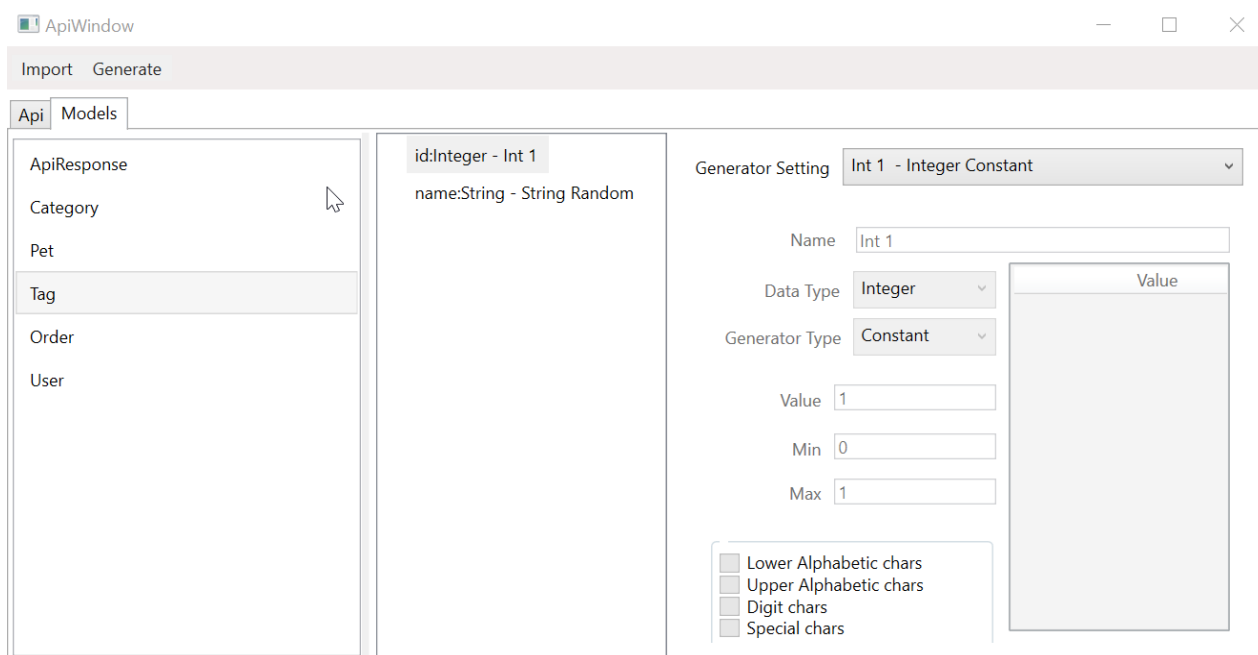 ApiWindow
Import Generate
Api Models
ApiResponse
Category
Pet
Tag
Order
User
id:Integer - Int 1
name:String - String Random
Generator Setting Int 1 - Integer Constant
Name Int 1
Data Type Integer
Generator Type Constant
Value 1
Min 0
Max 1
Value
Lower Alphabetic chars
Upper Alphabetic chars
Digit chars
Special chars